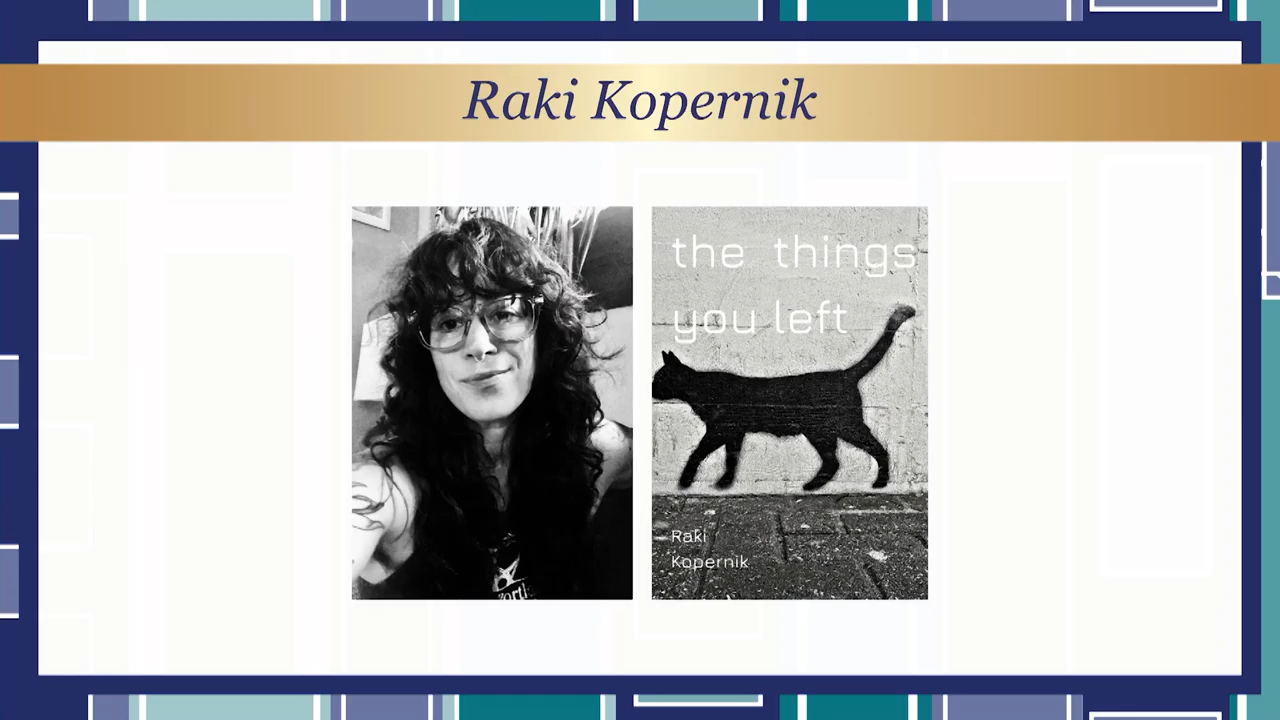 Raki Kopernik
the things
you left
Raki
Kopernik